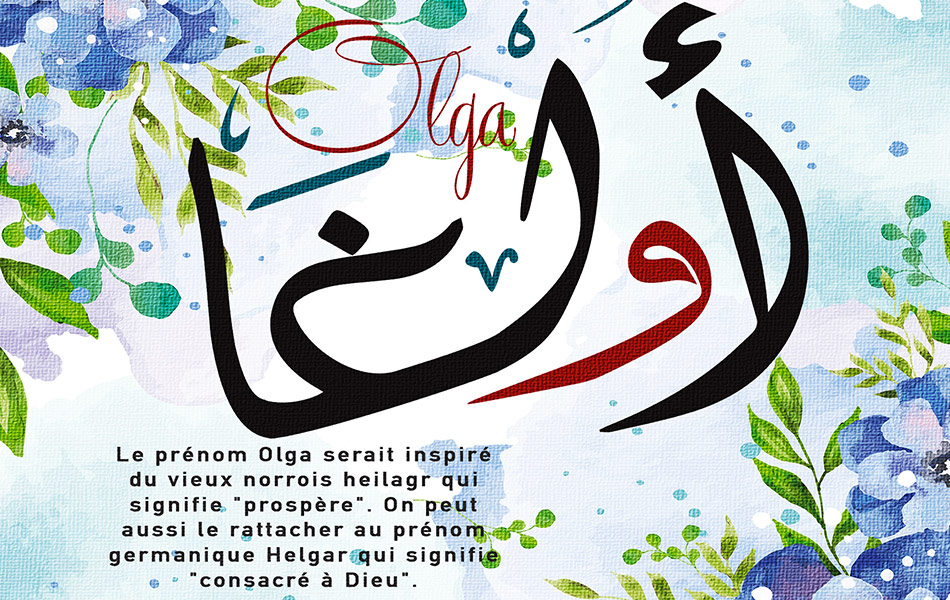 Olga
أولغا
Le prénom Olga serait inspiré
du vieux norrois heilagr qui
signifie "prospère". On peut
aussi le rattacher au prénom
germanique Helgar qui signifie
"consacré à Dieu".